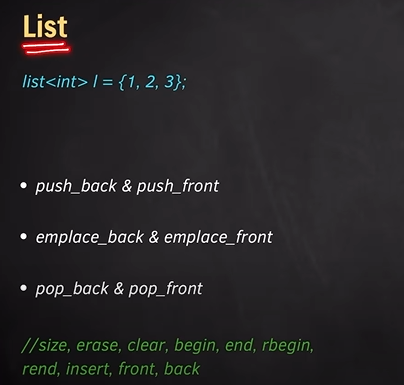 List
list<int> l = {1, 2, 3};
• push_back & push_front
• emplace_back & emplace_front
• pop_back & pop_front
//size, erase, clear, begin, end, rbegin,
rend, insert, front, back